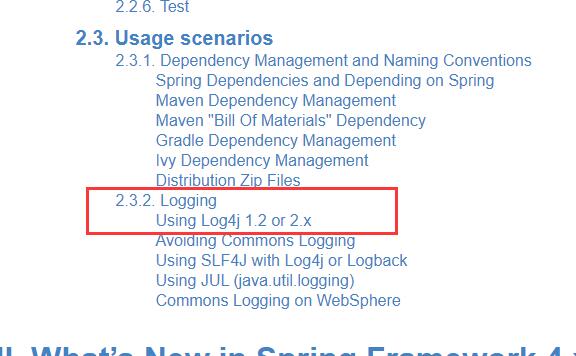 2.2.6. Test
2.3. Usage scenarios
2.3.1. Dependency Management and Naming Conventions
Spring Dependencies and Depending on Spring
Maven Dependency Management
Maven "Bill Of Materials" Dependency
Gradle Dependency Management
Ivy Dependency Management
Distribution Zip Files
2.3.2. Logging
Using Log4j 1.2 or 2.x
Avoiding Commons Logging
Using SLF4J with Log4j or Logback
Using JUL (java.util.logging)
Commons Logging on WebSphere
II. What's New in Spring Framework 4.x